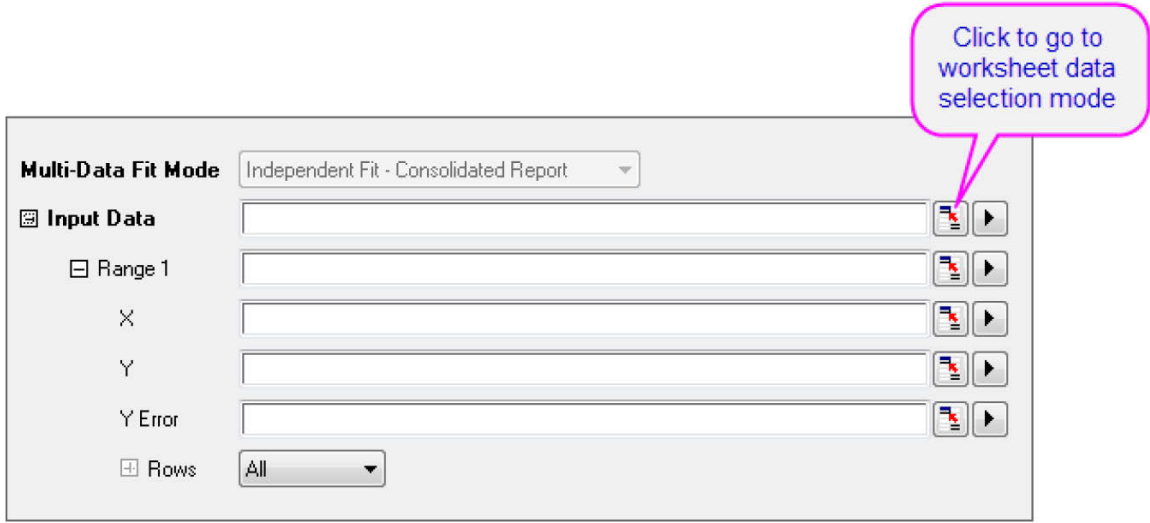 Click to go to
worksheet data
selection mode
Multi-Data Fit Mode Independent Fit - Consolidated Report
Input Data
Range 1
X
Y
Y Error
Rows All